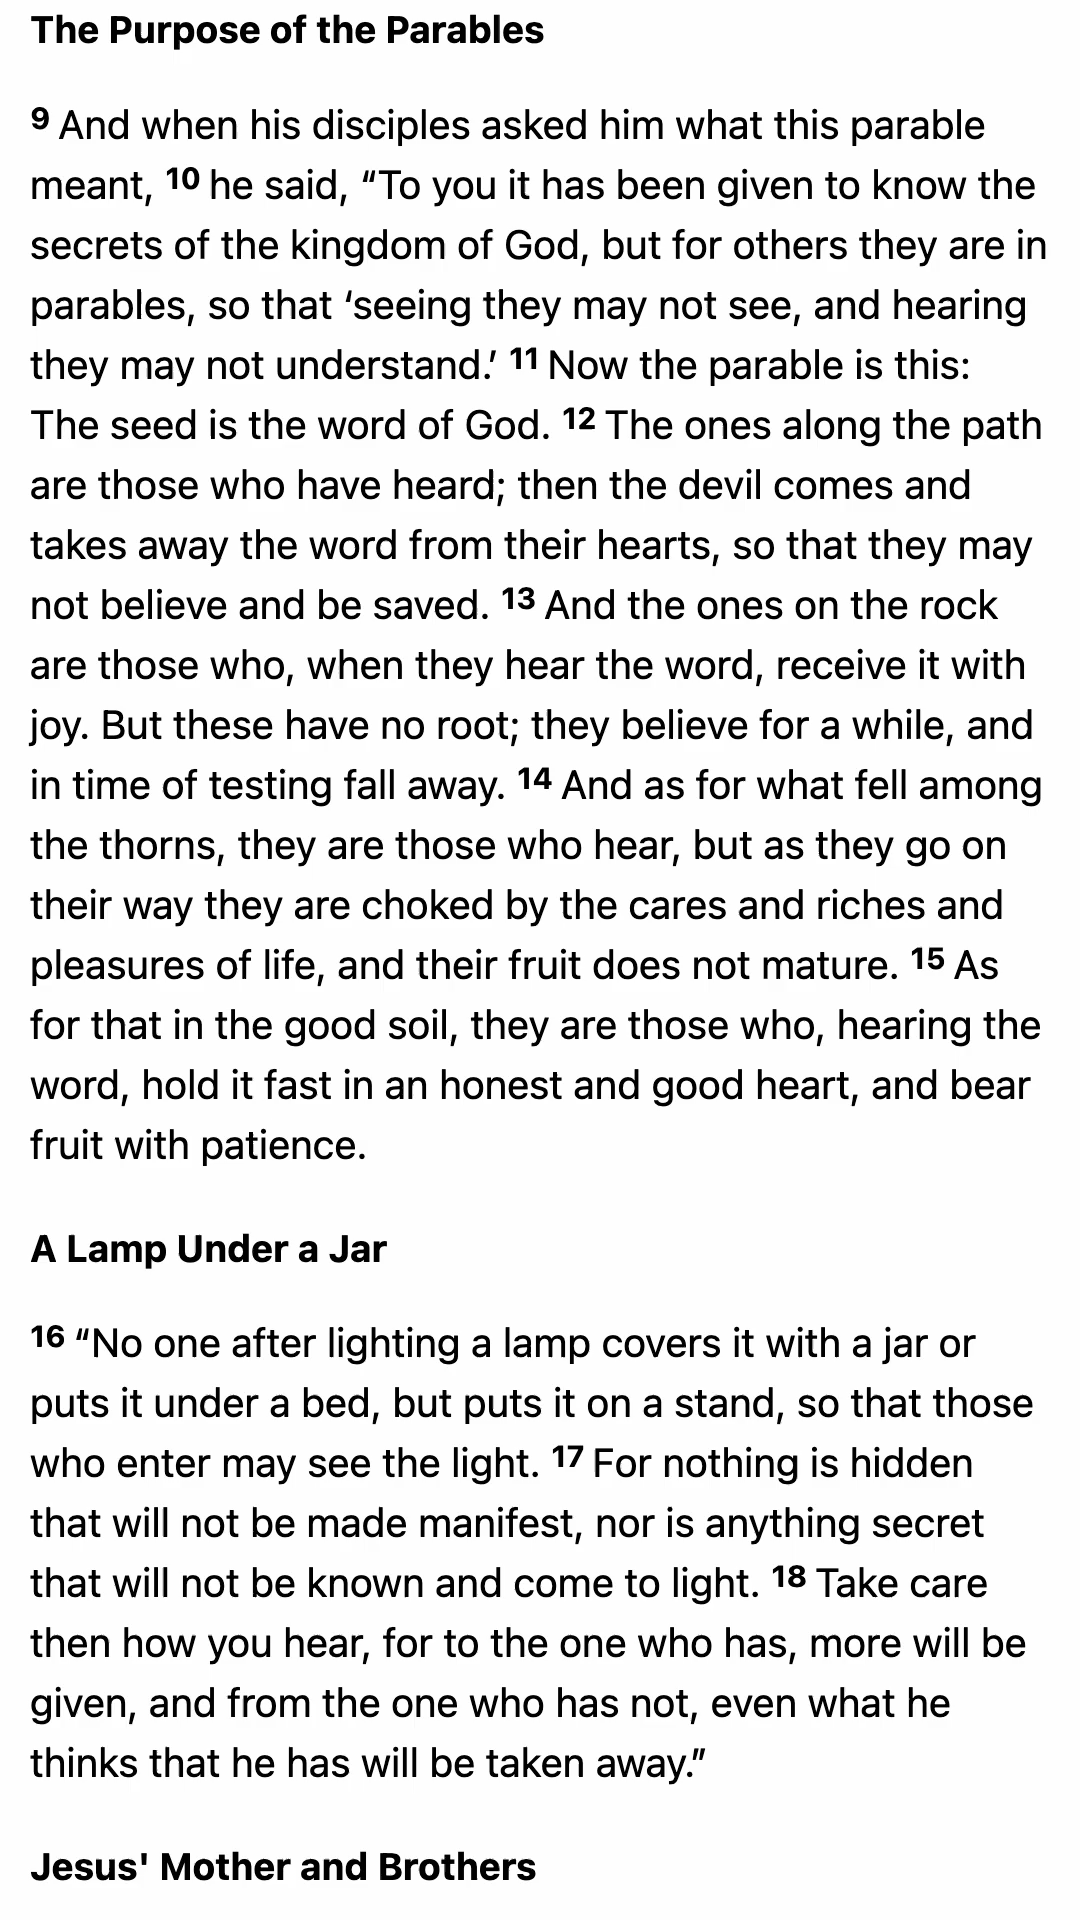 The Purpose of the Parables
9 And when his disciples asked him what this parable
meant, 10 he said, “To you it has been given to know the
secrets of the kingdom of God, but for others they are in
parables, so that ‘seeing they may not see, and hearing
they may not understand.’ 11 Now the parable is this:
The seed is the word of God. 12 The ones along the path
are those who have heard; then the devil comes and
takes away the word from their hearts, so that they may
not believe and be saved. 13 And the ones on the rock
are those who, when they hear the word, receive it with
joy. But these have no root; they believe for a while, and
in time of testing fall away. 14 And as for what fell among
the thorns, they are those who hear, but as they go on
their way they are choked by the cares and riches and
pleasures of life, and their fruit does not mature. 15 As
for that in the good soil, they are those who, hearing the
word, hold it fast in an honest and good heart, and bear
fruit with patience.
A Lamp Under a Jar
16 “No one after lighting a lamp covers it with a jar or
puts it under a bed, but puts it on a stand, so that those
who enter may see the light. 17 For nothing is hidden
that will not be made manifest, nor is anything secret
that will not be known and come to light. 18 Take care
then how you hear, for to the one who has, more will be
given, and from the one who has not, even what he
thinks that he has will be taken away.”
Jesus' Mother and Brothers